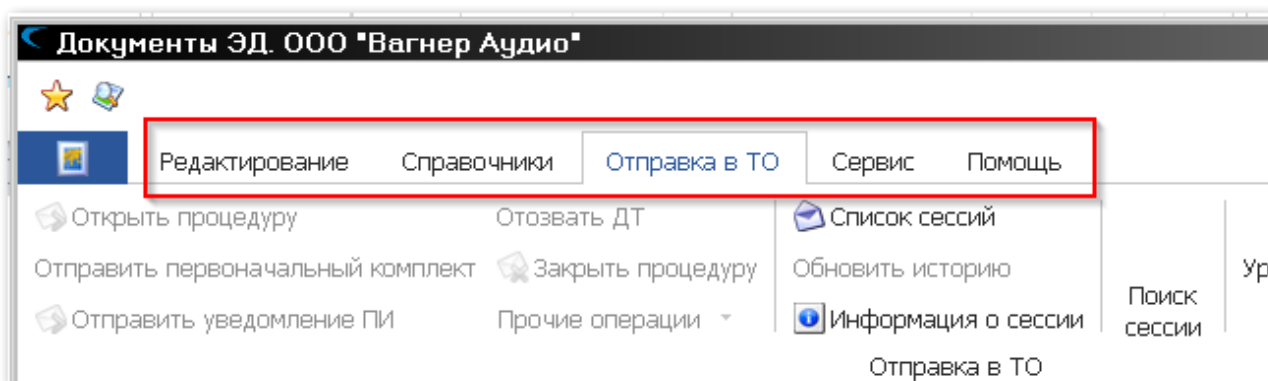 Документы ЭД. ООО "Вагнер Аудио"
Редактирование Справочники Отправка в ТО Сервис Помощь
Открыть процедуру Отозвать ДТ Список сессий
Отправить первоначальный комплект Закрыть процедуру Обновить историю Ур
Отправить уведомление ПИ Прочие операции Информация о сессии Поиск сессии
Отправка в ТО